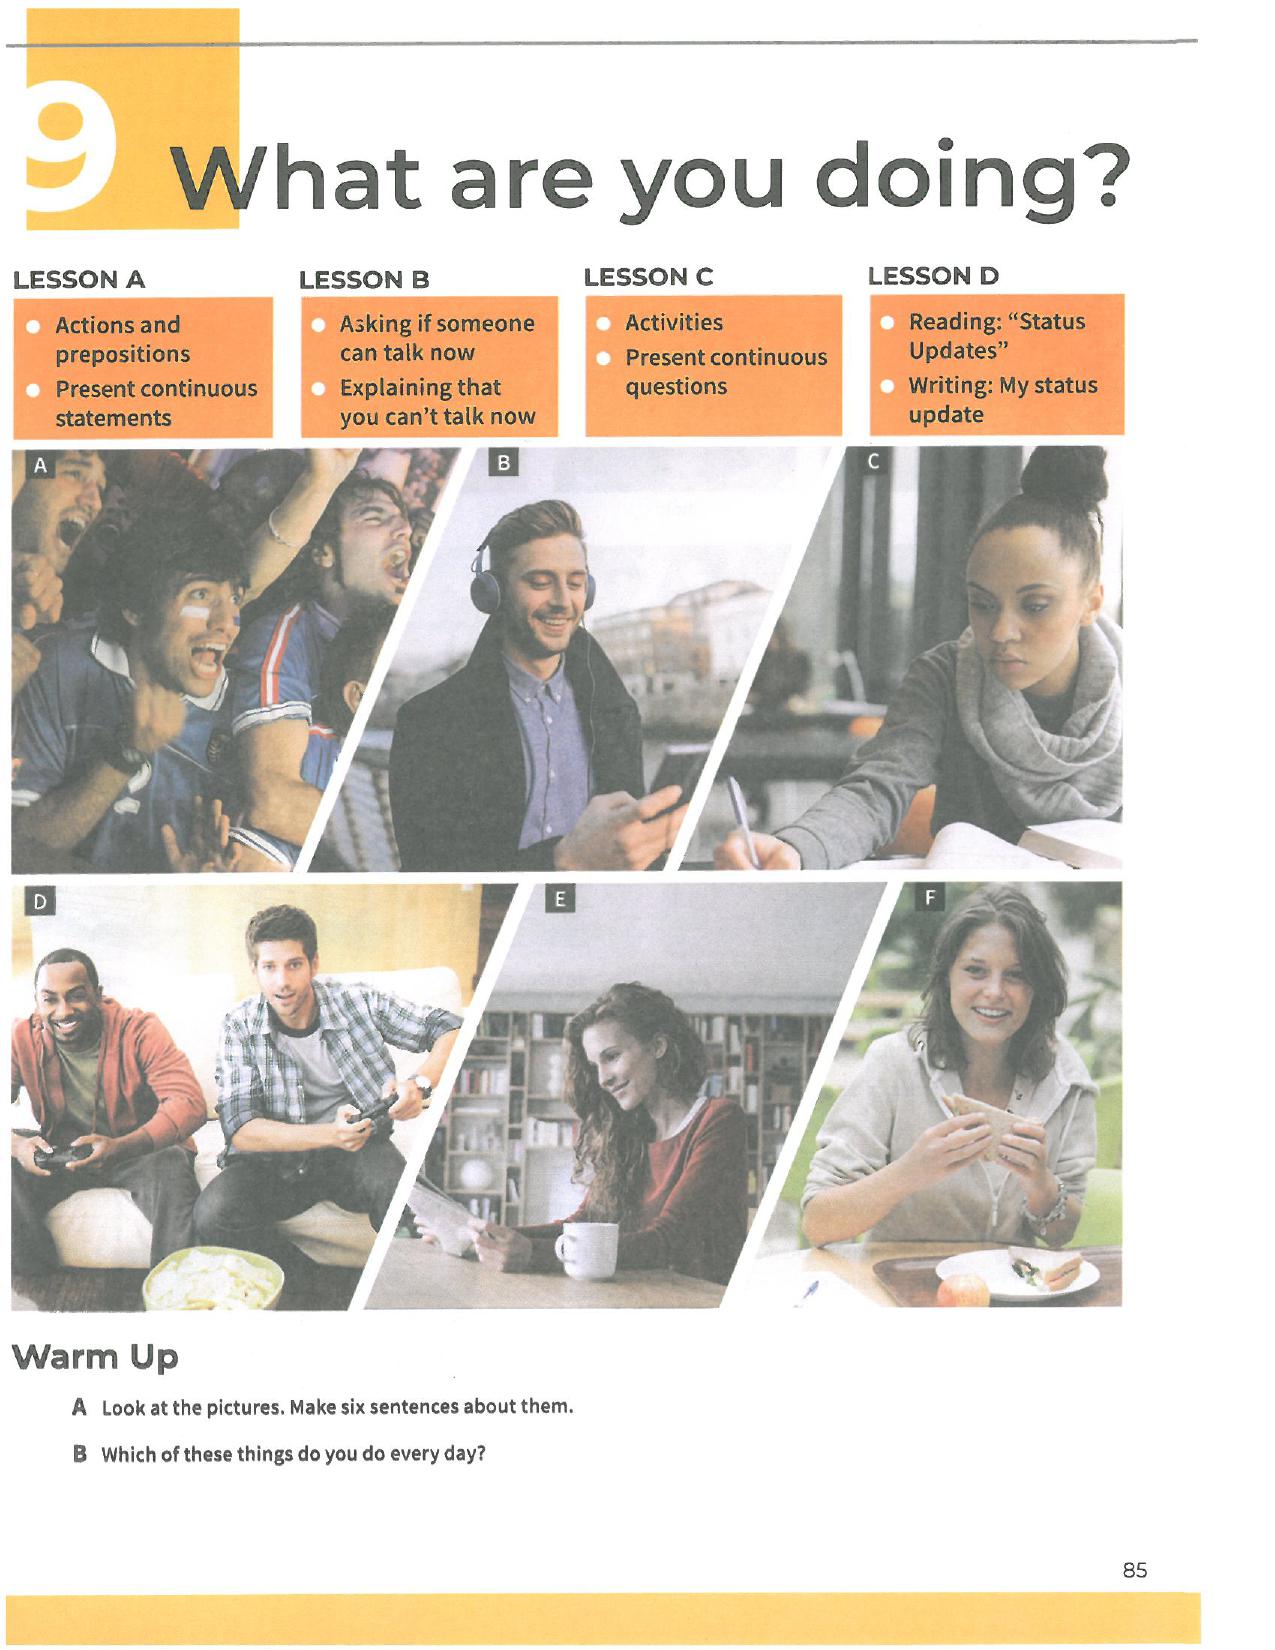 9
What are you doing?
LESSON A
• Actions and
prepositions
• Present continuous
statements
LESSON B
• Asking if someone
can talk now
• Explaining that
you can't talk now
LESSON C
• Activities
• Present continuous
questions
LESSON D
• Reading: “Status
Updates”
• Writing: My status
update
A
B
C
D
E
F
Warm Up
A Look at the pictures. Make six sentences about them.
B Which of these things do you do every day?
85